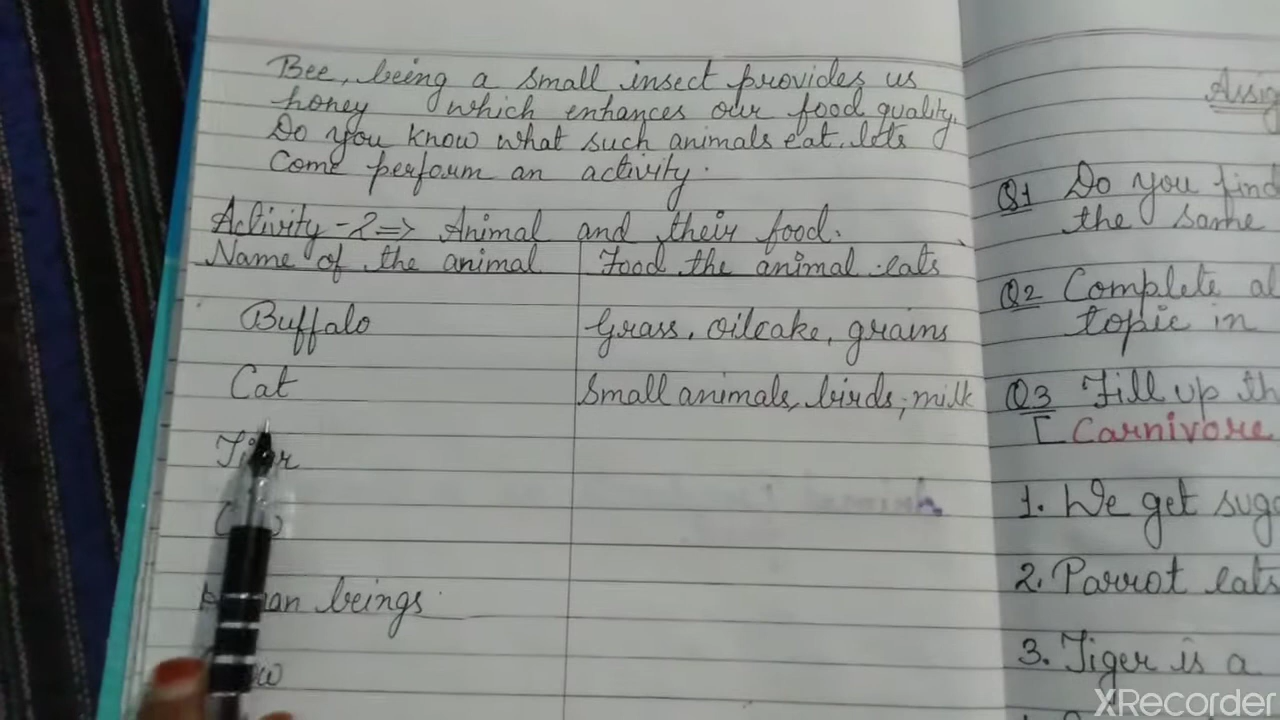 Bee, being a small insect provides us
honey which enhances our food quality.
Do you know what such animals eat. lets
Come perform an activity.
Activity-2 ⇒ Animal and their food.
Name of the animal | Food the animal eats
Buffalo | Grass, oilcake, grains
Cat | Small animals, birds, milk
Tiger
beings
Q1 Do you find
the same
Q2 Complete
topic in
Q3 Fill up
[Carnivore
1. We get
2. Parrot eats
3. Tiger is a
XRecorder